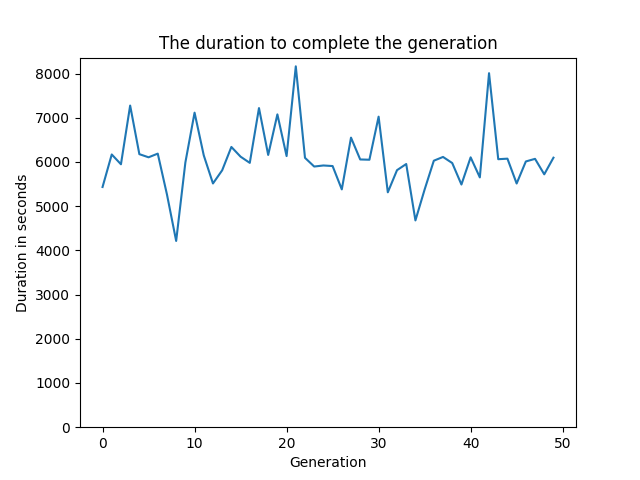 The duration to complete the generation
8000
7000
6000
5000
4000
3000
2000
1000
0
Duration in seconds
0 10 20 30 40 50
Generation